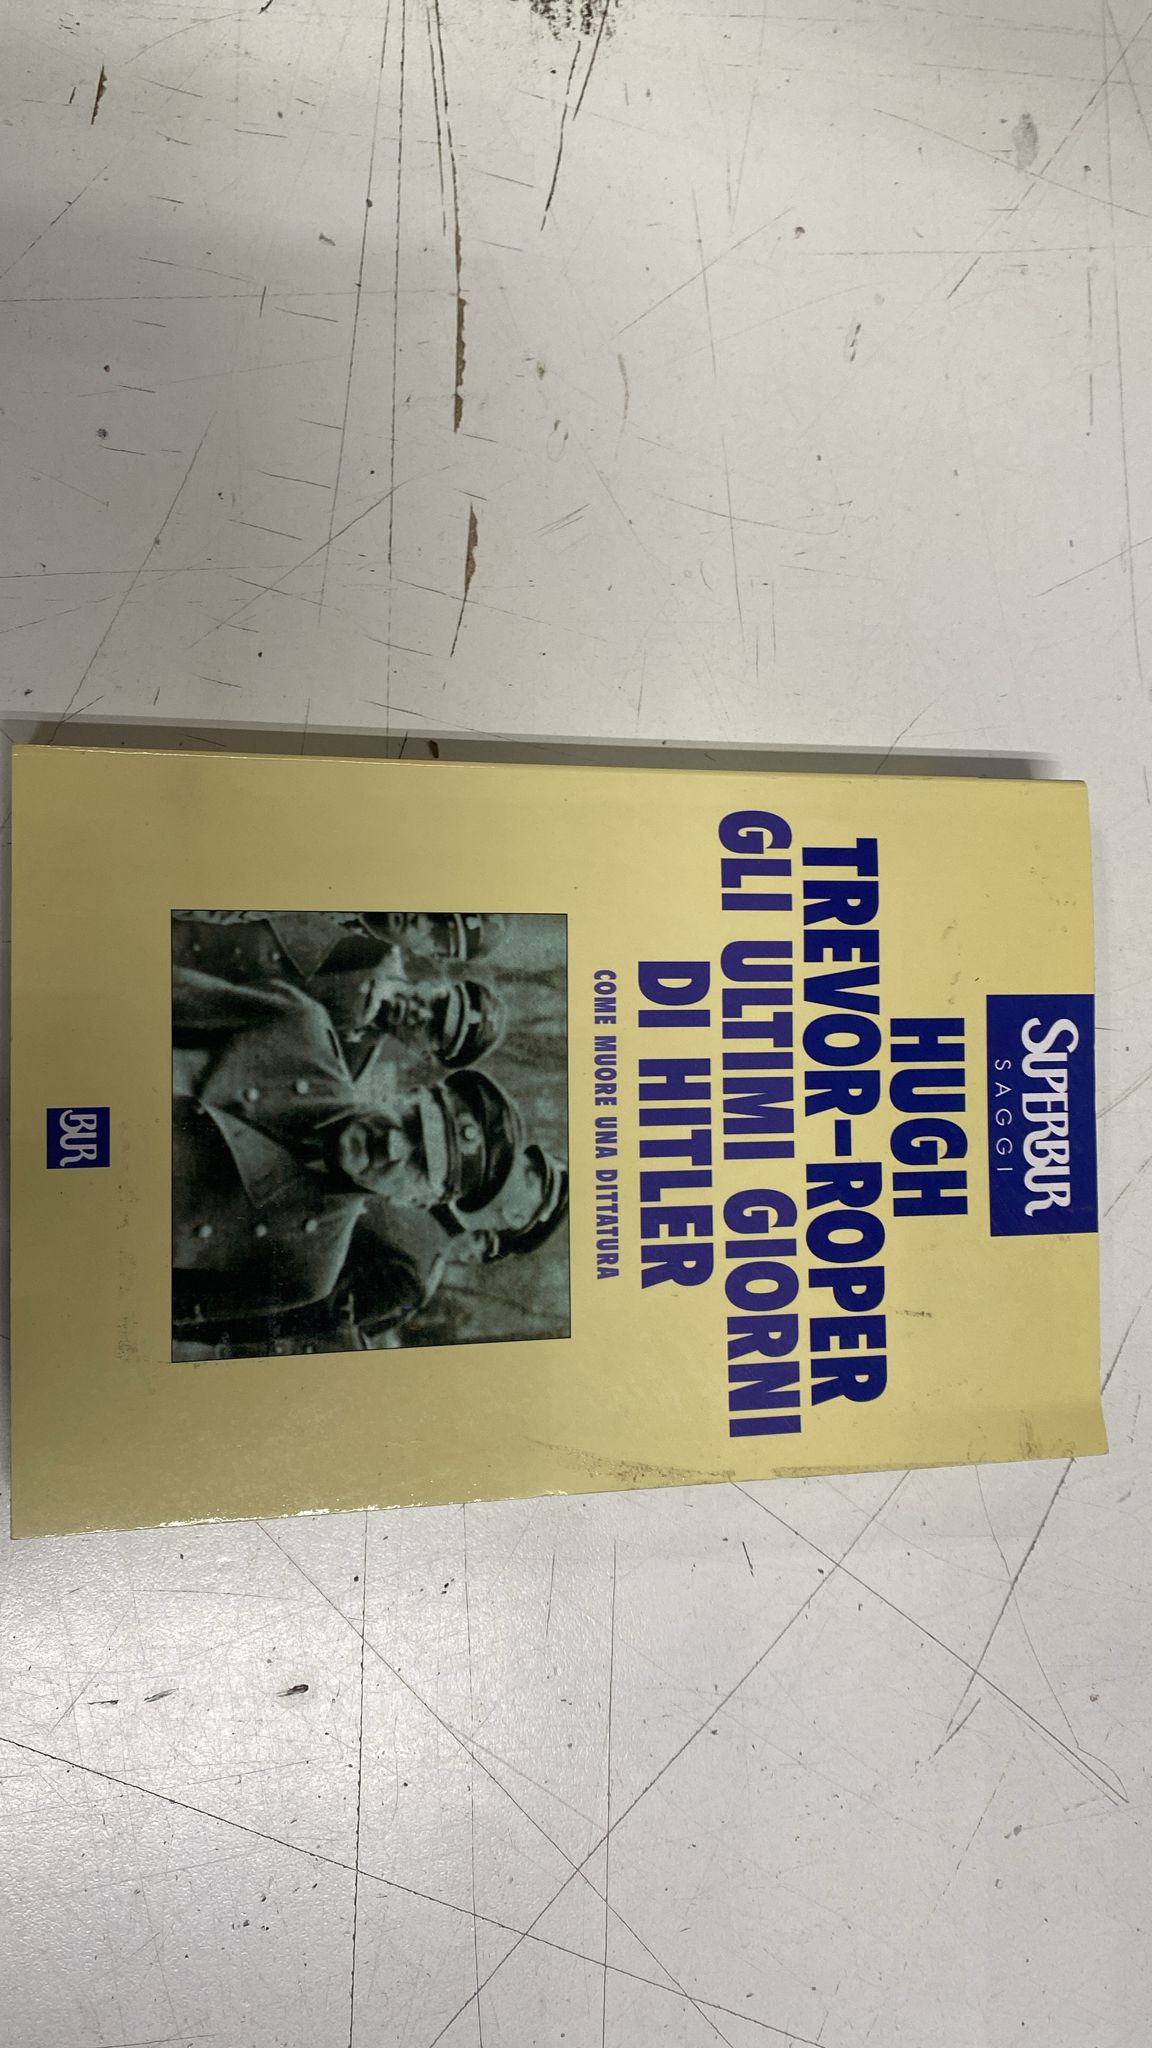 SUPERBUR
SAGGI
HUGH
TREVOR-ROPER
GLI ULTIMI GIORNI
DI HITLER
COME MUORE UNA DITTATURA
BUR